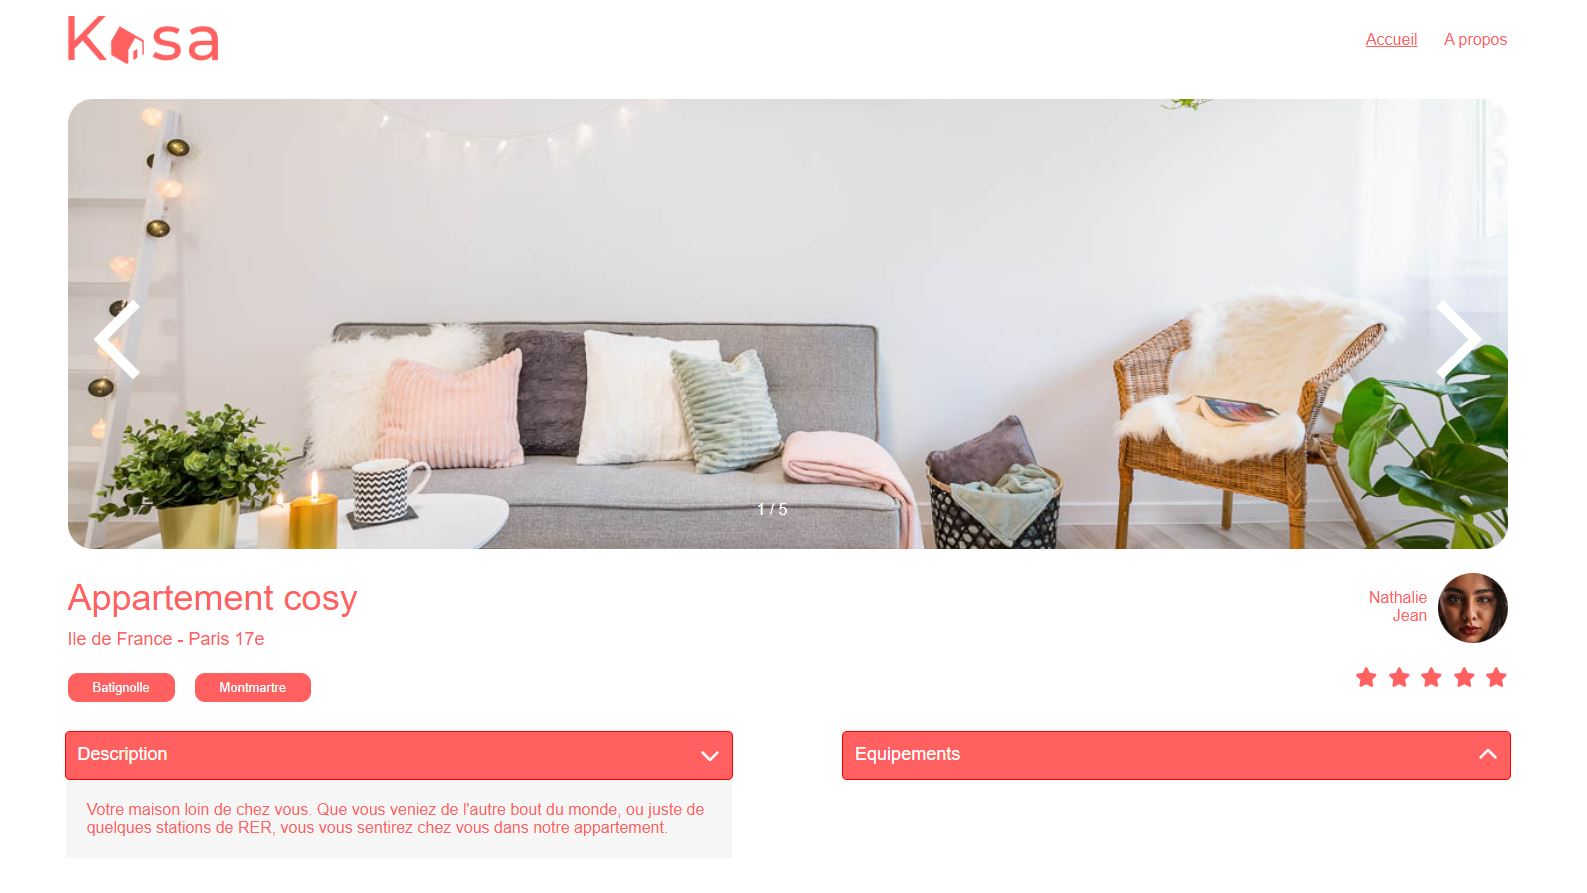 Kasa
Accueil
A propos
1 / 5
Appartement cosy
Ile de France - Paris 17e
Batignolle
Montmartre
Nathalie
Jean
Description
Votre maison loin de chez vous. Que vous veniez de l'autre bout du monde, ou juste de
quelques stations de RER, vous vous sentirez chez vous dans notre appartement.
Equipements